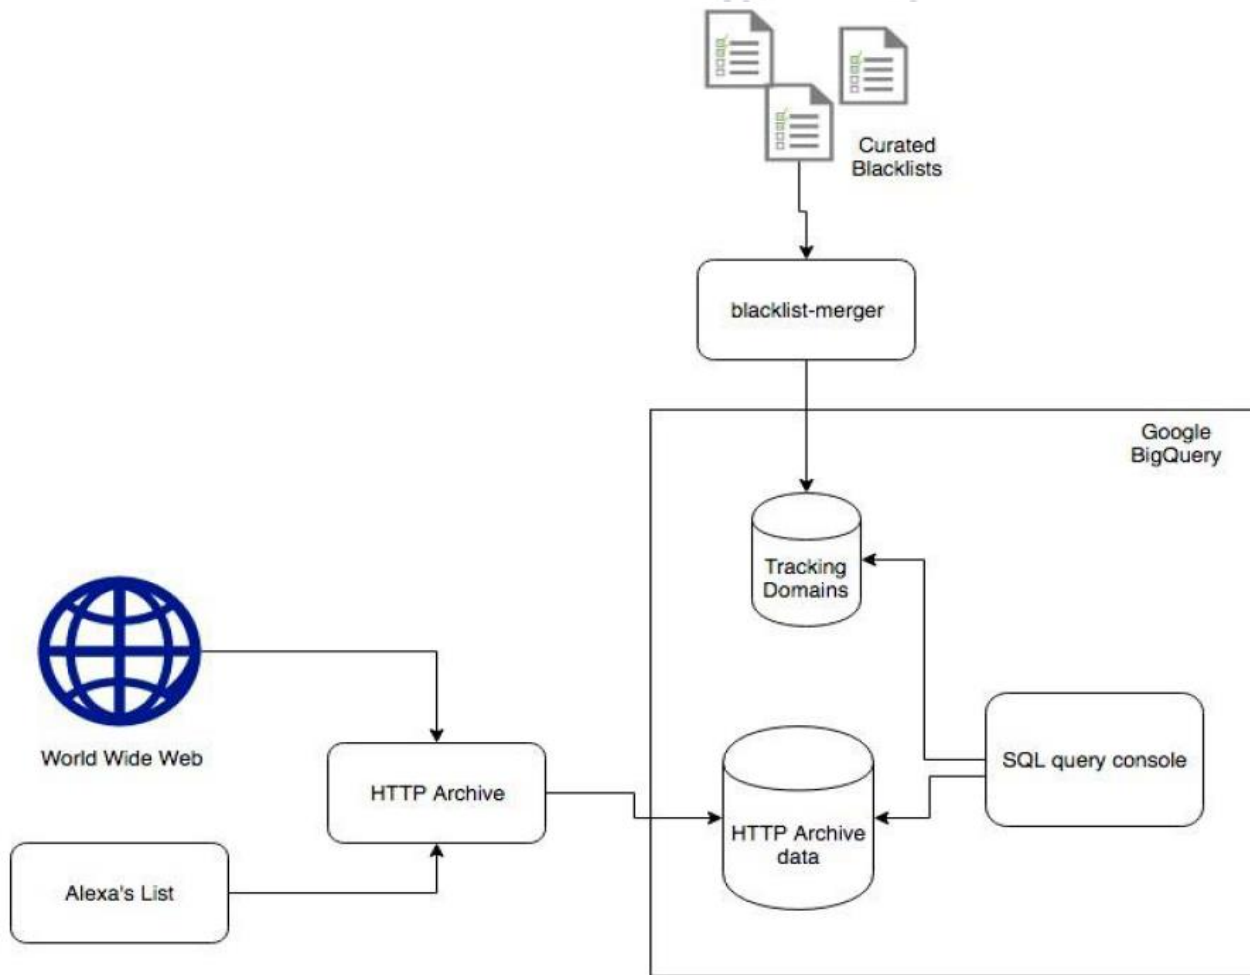 Curated
Blacklists
blacklist-merger
Google
BigQuery
Tracking
Domains
World Wide Web
SQL query console
HTTP Archive
HTTP Archive
data
Alexa's List